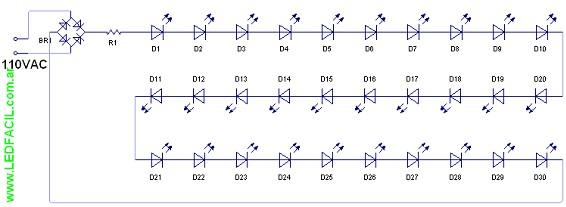 BR1
110VAC
R1
D1 D2 D3 D4 D5 D6 D7 D8 D9 D10
D11 D12 D13 D14 D15 D16 D17 D18 D19 D20
D21 D22 D23 D24 D25 D26 D27 D28 D29 D30
www.LEDFACIL.com.ar